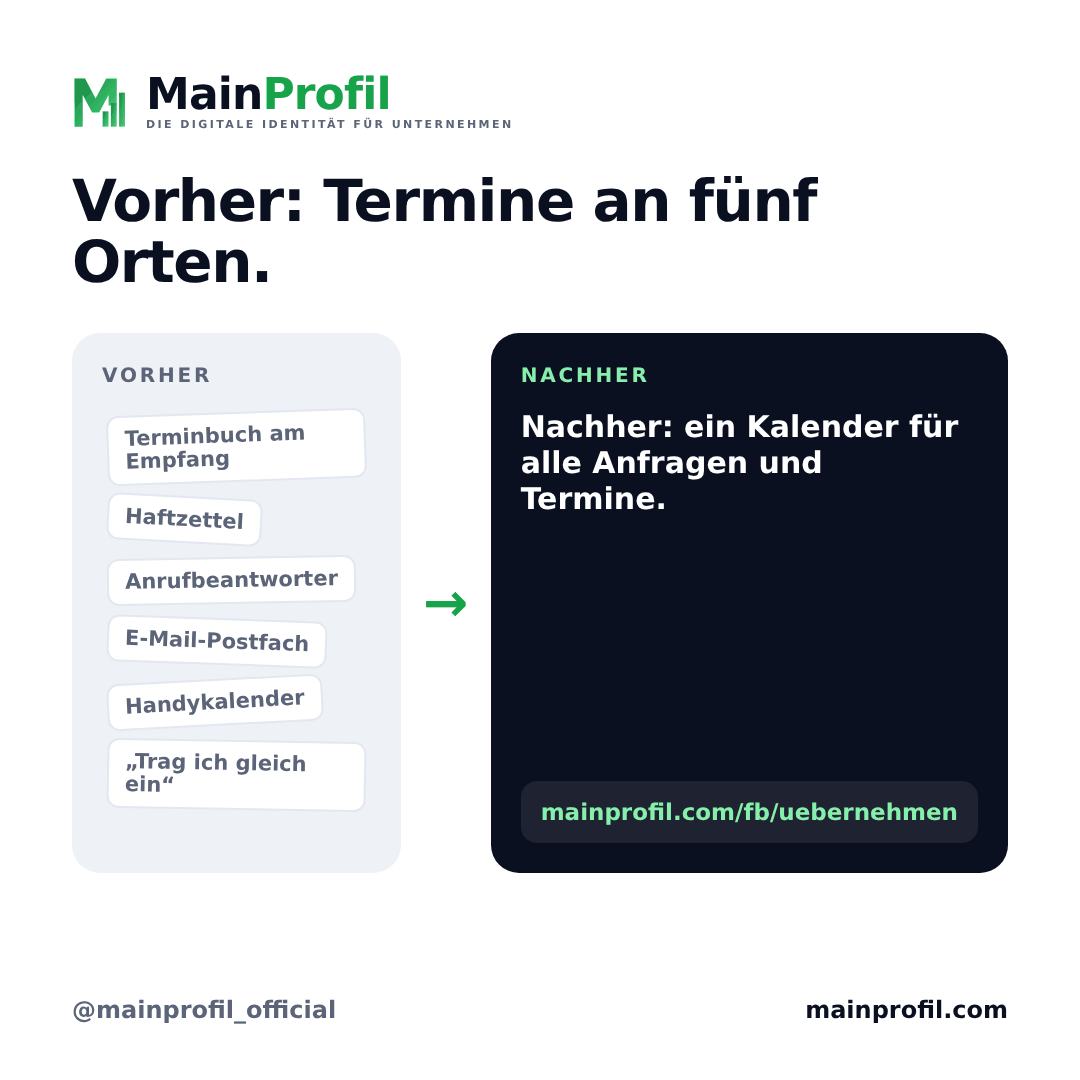 MainProfil
DIE DIGITALE IDENTITÄT FÜR UNTERNEHMEN
Vorher: Termine an fünf
Orten.
VORHER
Terminbuch am
Empfang
Haftzettel
Anrufbeantworter
E-Mail-Postfach
Handykalender
„Trag ich gleich
ein“
→
NACHHER
Nachher: ein Kalender für
alle Anfragen und
Termine.
mainprofil.com/fb/uebernehmen
@mainprofil_official
mainprofil.com